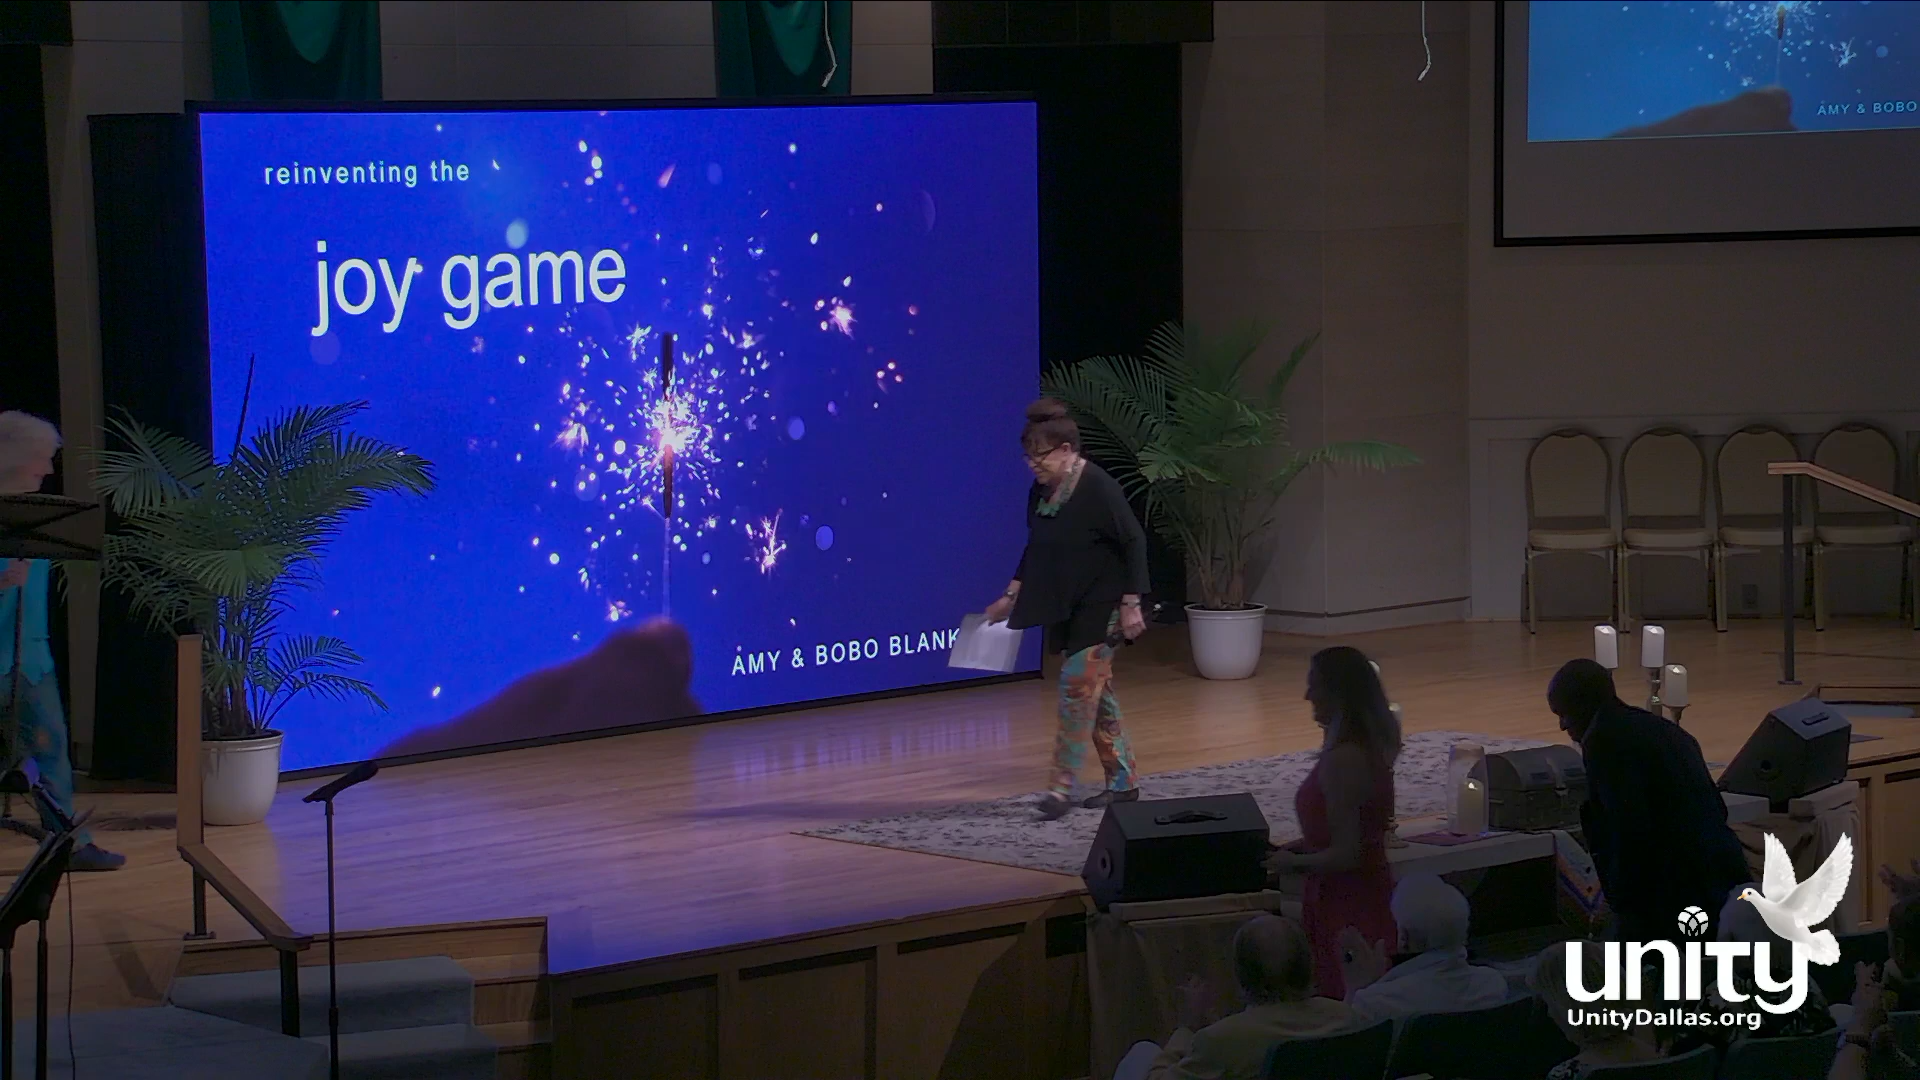 reinventing the
joy game
AMY & BOBO BLANK
AMY & BOBO
unity
UnityDallas.org